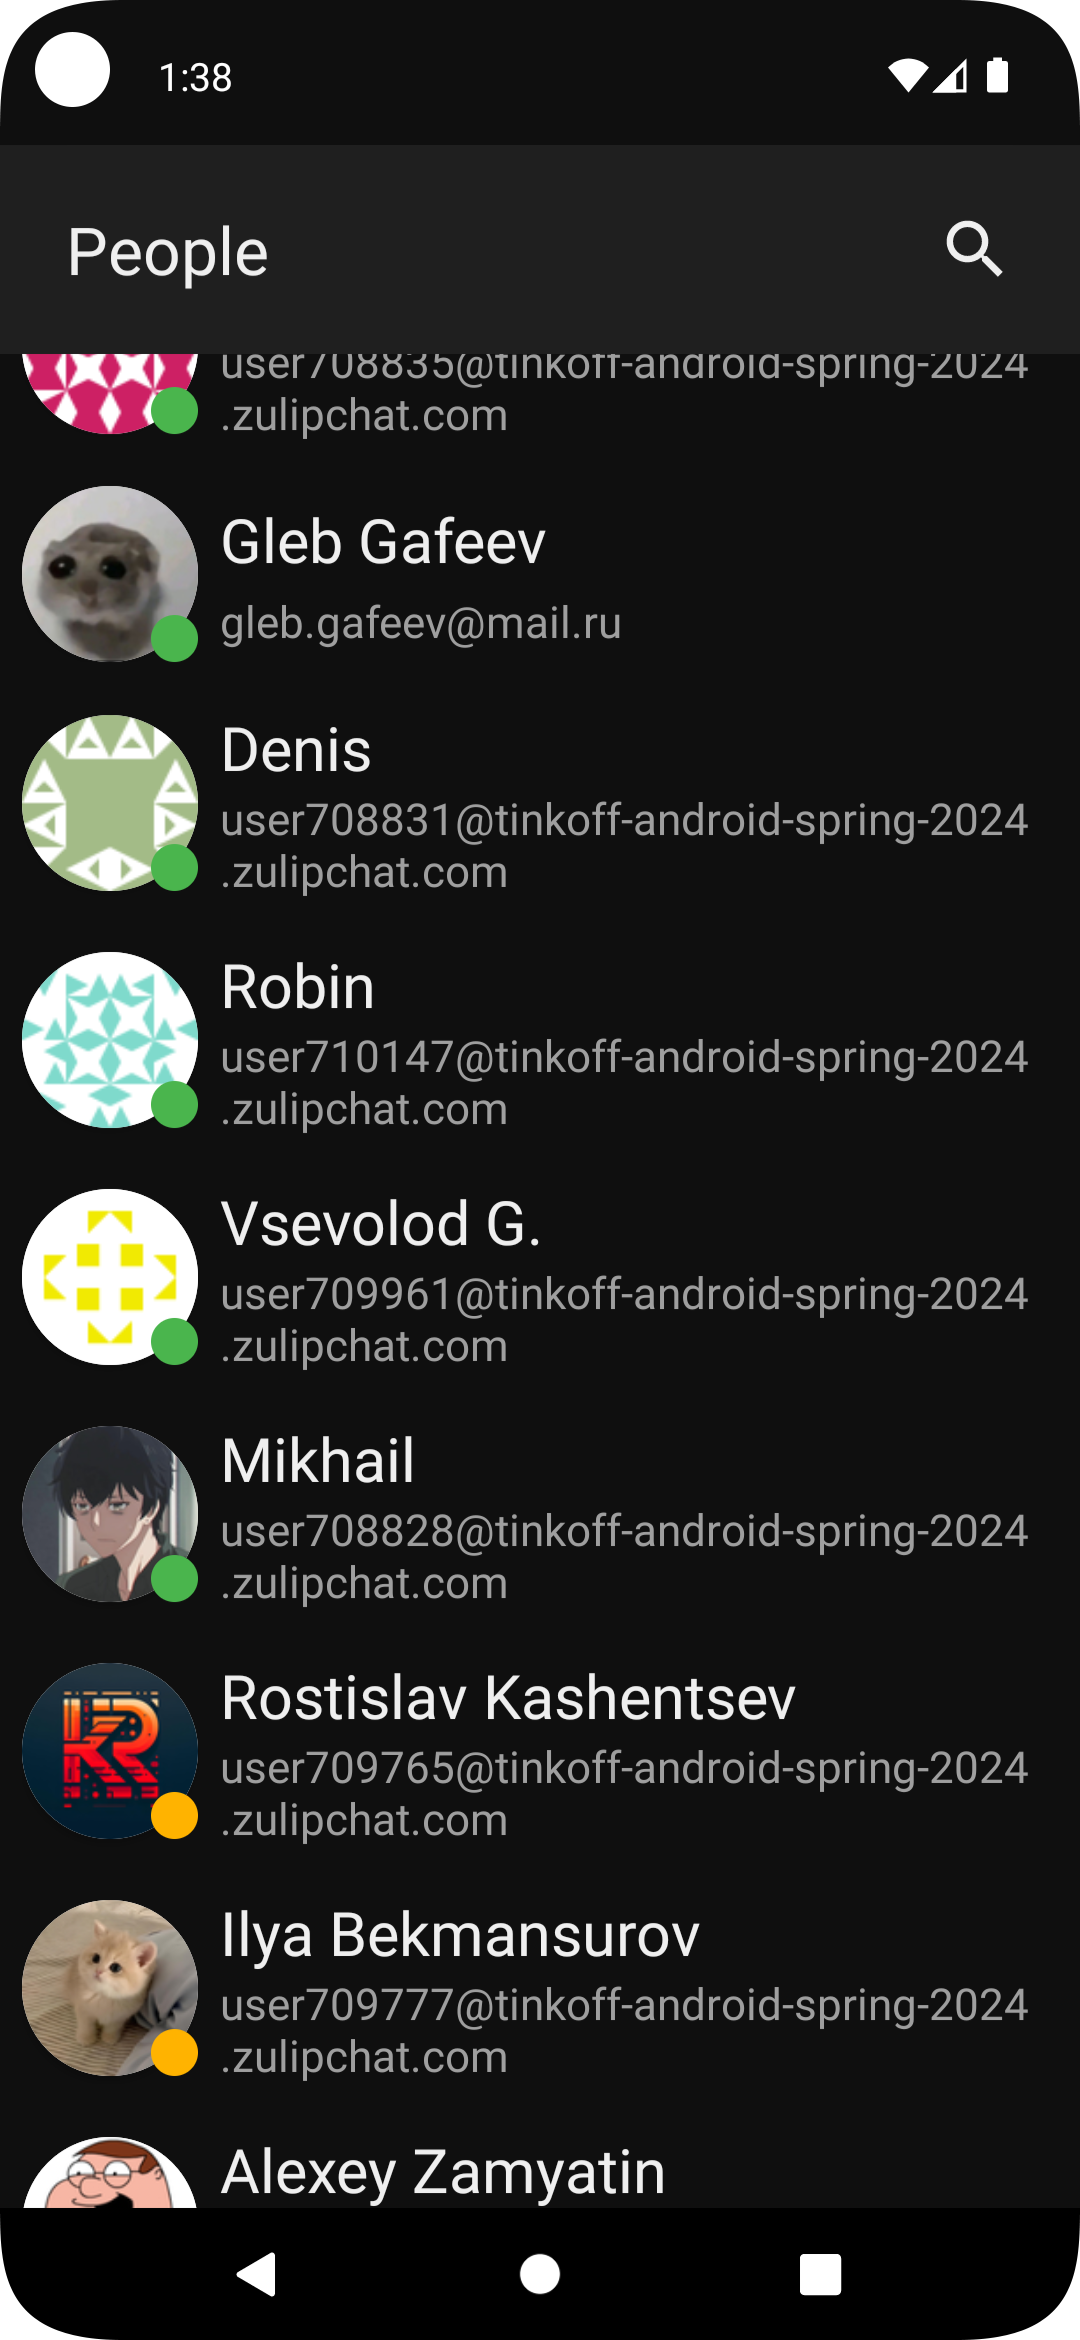 1:38
People
user708835@tinkoff-android-spring-2024
.zulipchat.com
Gleb Gafeev
gleb.gafeev@mail.ru
Denis
user708831@tinkoff-android-spring-2024
.zulipchat.com
Robin
user710147@tinkoff-android-spring-2024
.zulipchat.com
Vsevolod G.
user709961@tinkoff-android-spring-2024
.zulipchat.com
Mikhail
user708828@tinkoff-android-spring-2024
.zulipchat.com
KR
Rostislav Kashentsev
user709765@tinkoff-android-spring-2024
.zulipchat.com
Ilya Bekmansurov
user709777@tinkoff-android-spring-2024
.zulipchat.com
Alexey Zamyatin